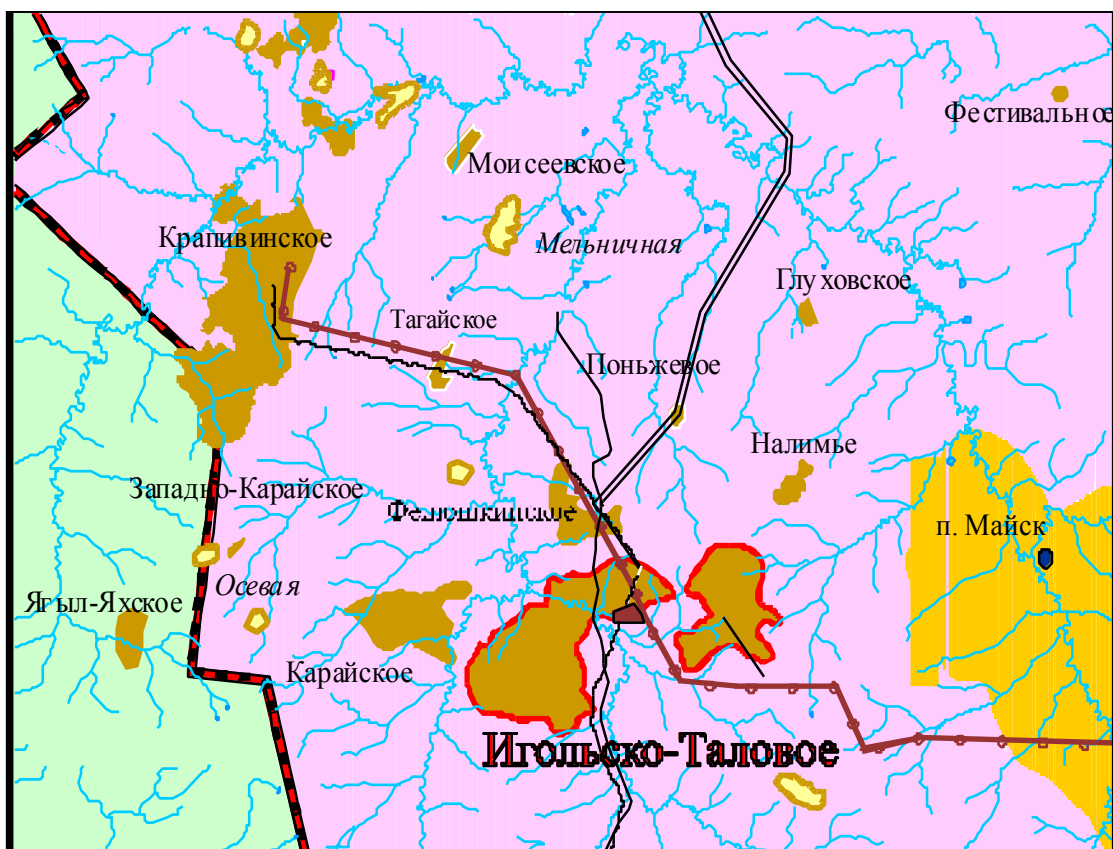 Фестивальное
Моисеевское
Крапивинское
Мельничная
Глуховское
Тагайское
Поньжевое
Налимье
Западно-Карайское
п. Майск
Осевая
Ягыл-Яхское
Карайское
Игольско-Таловое